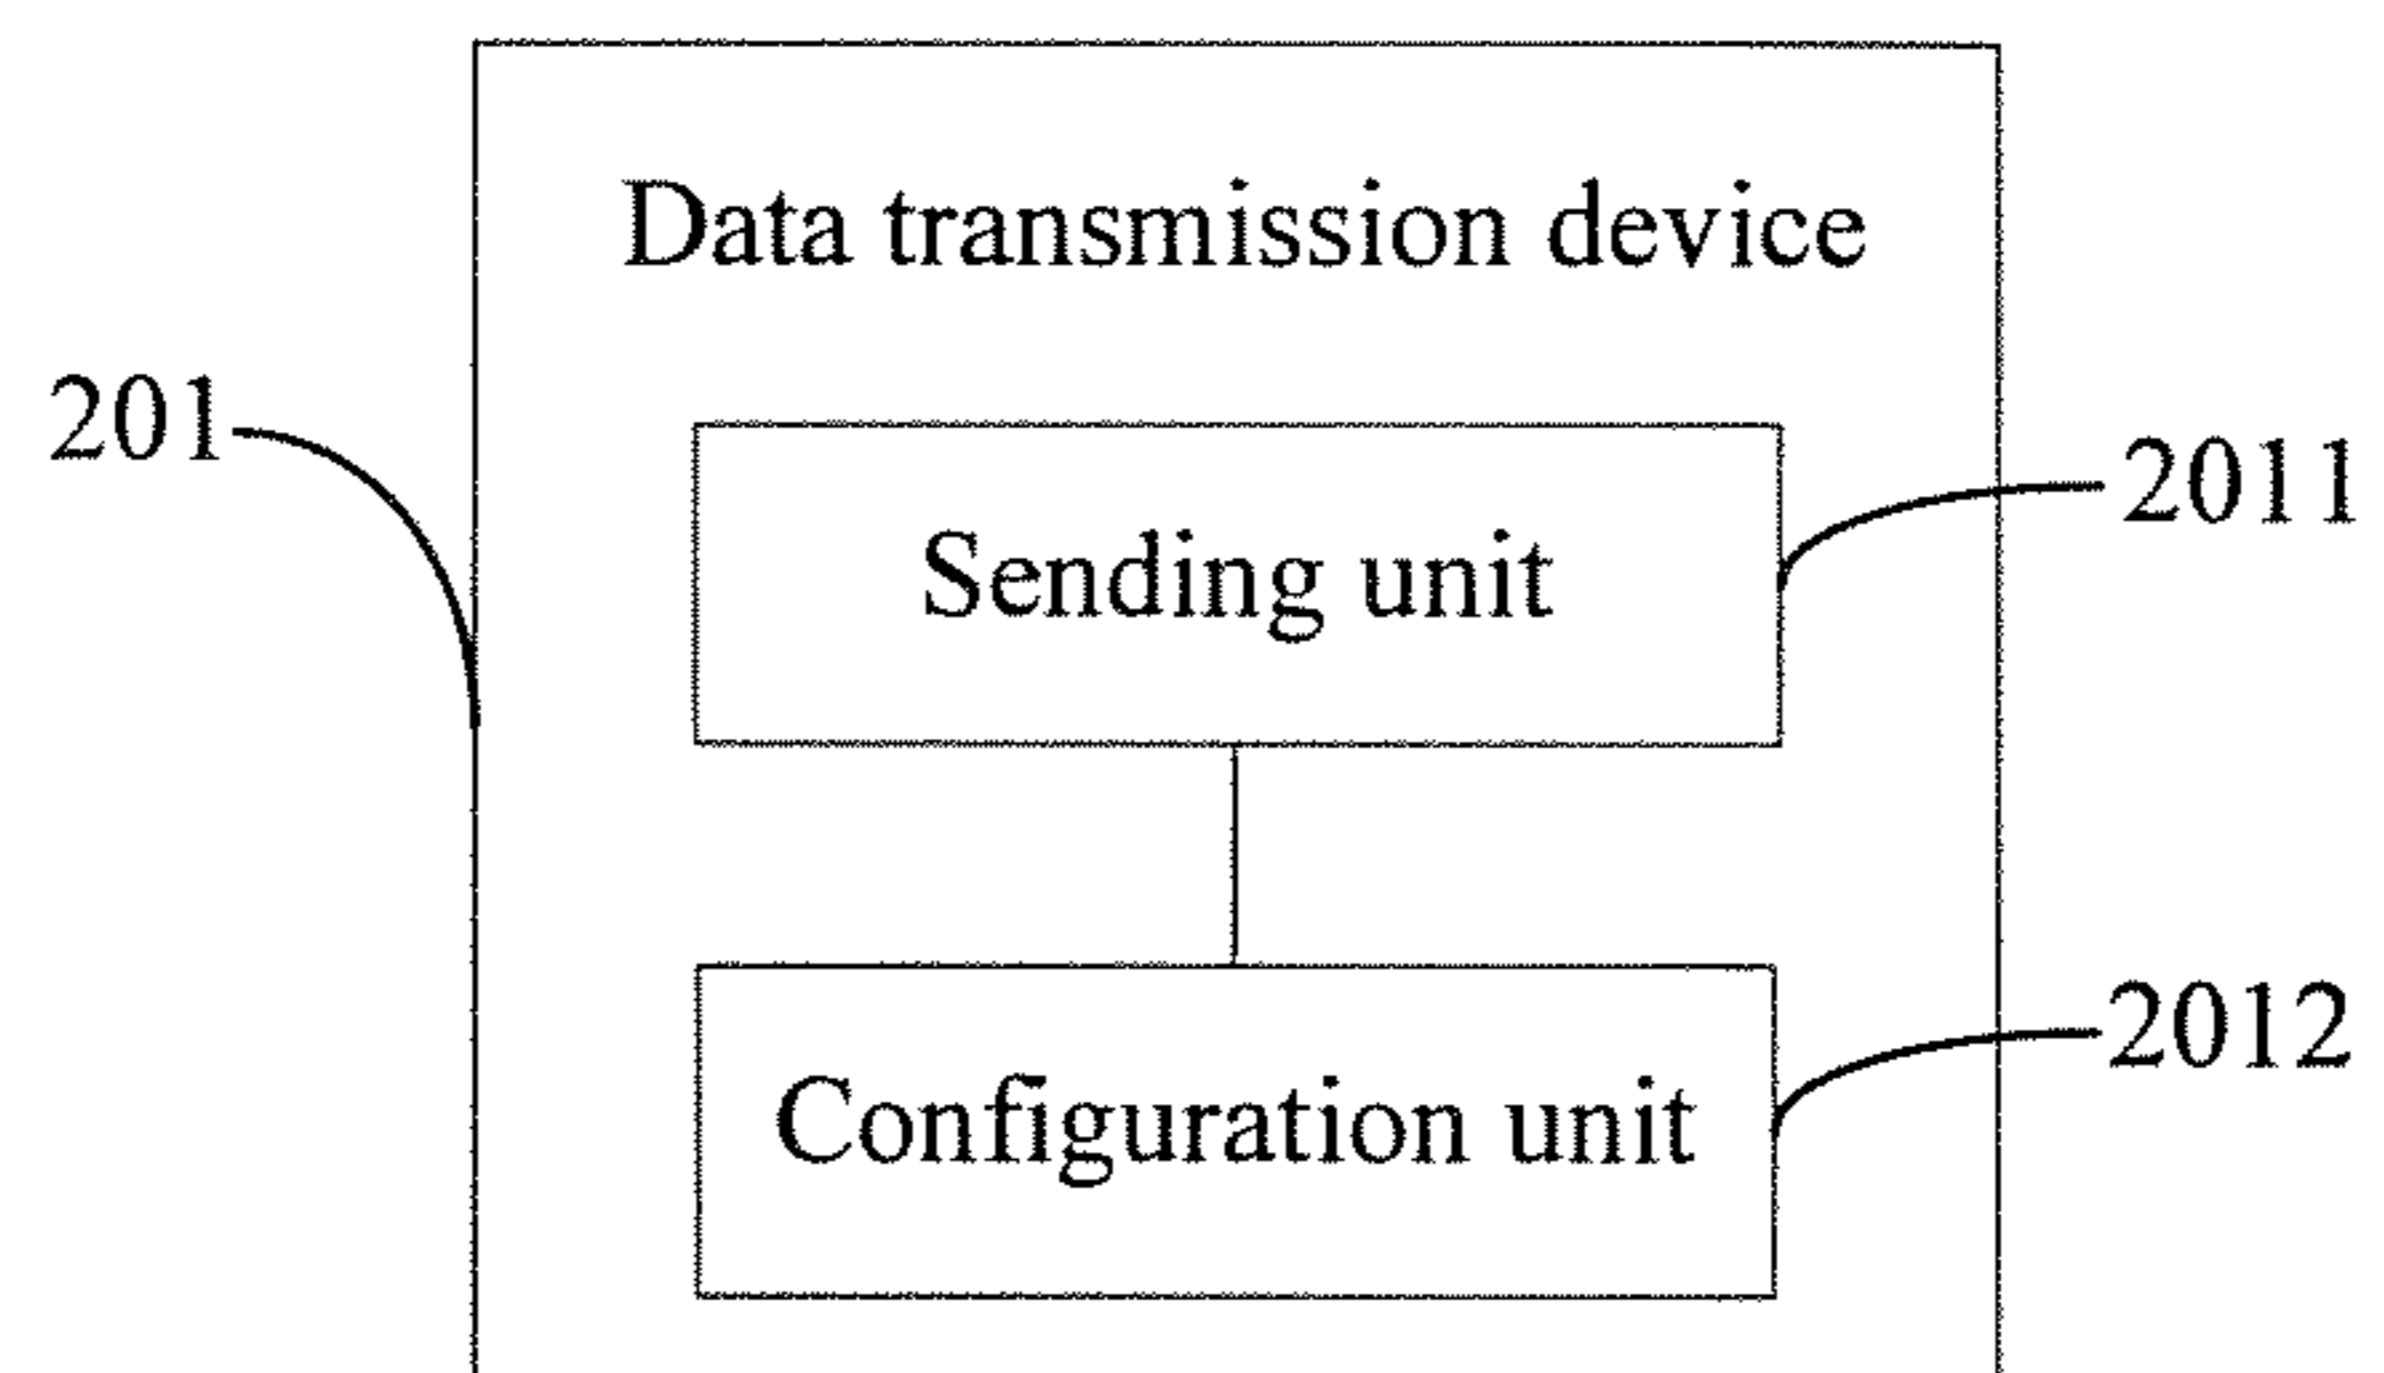 Data transmission device
201
2011
Sending unit
2012
Configuration unit